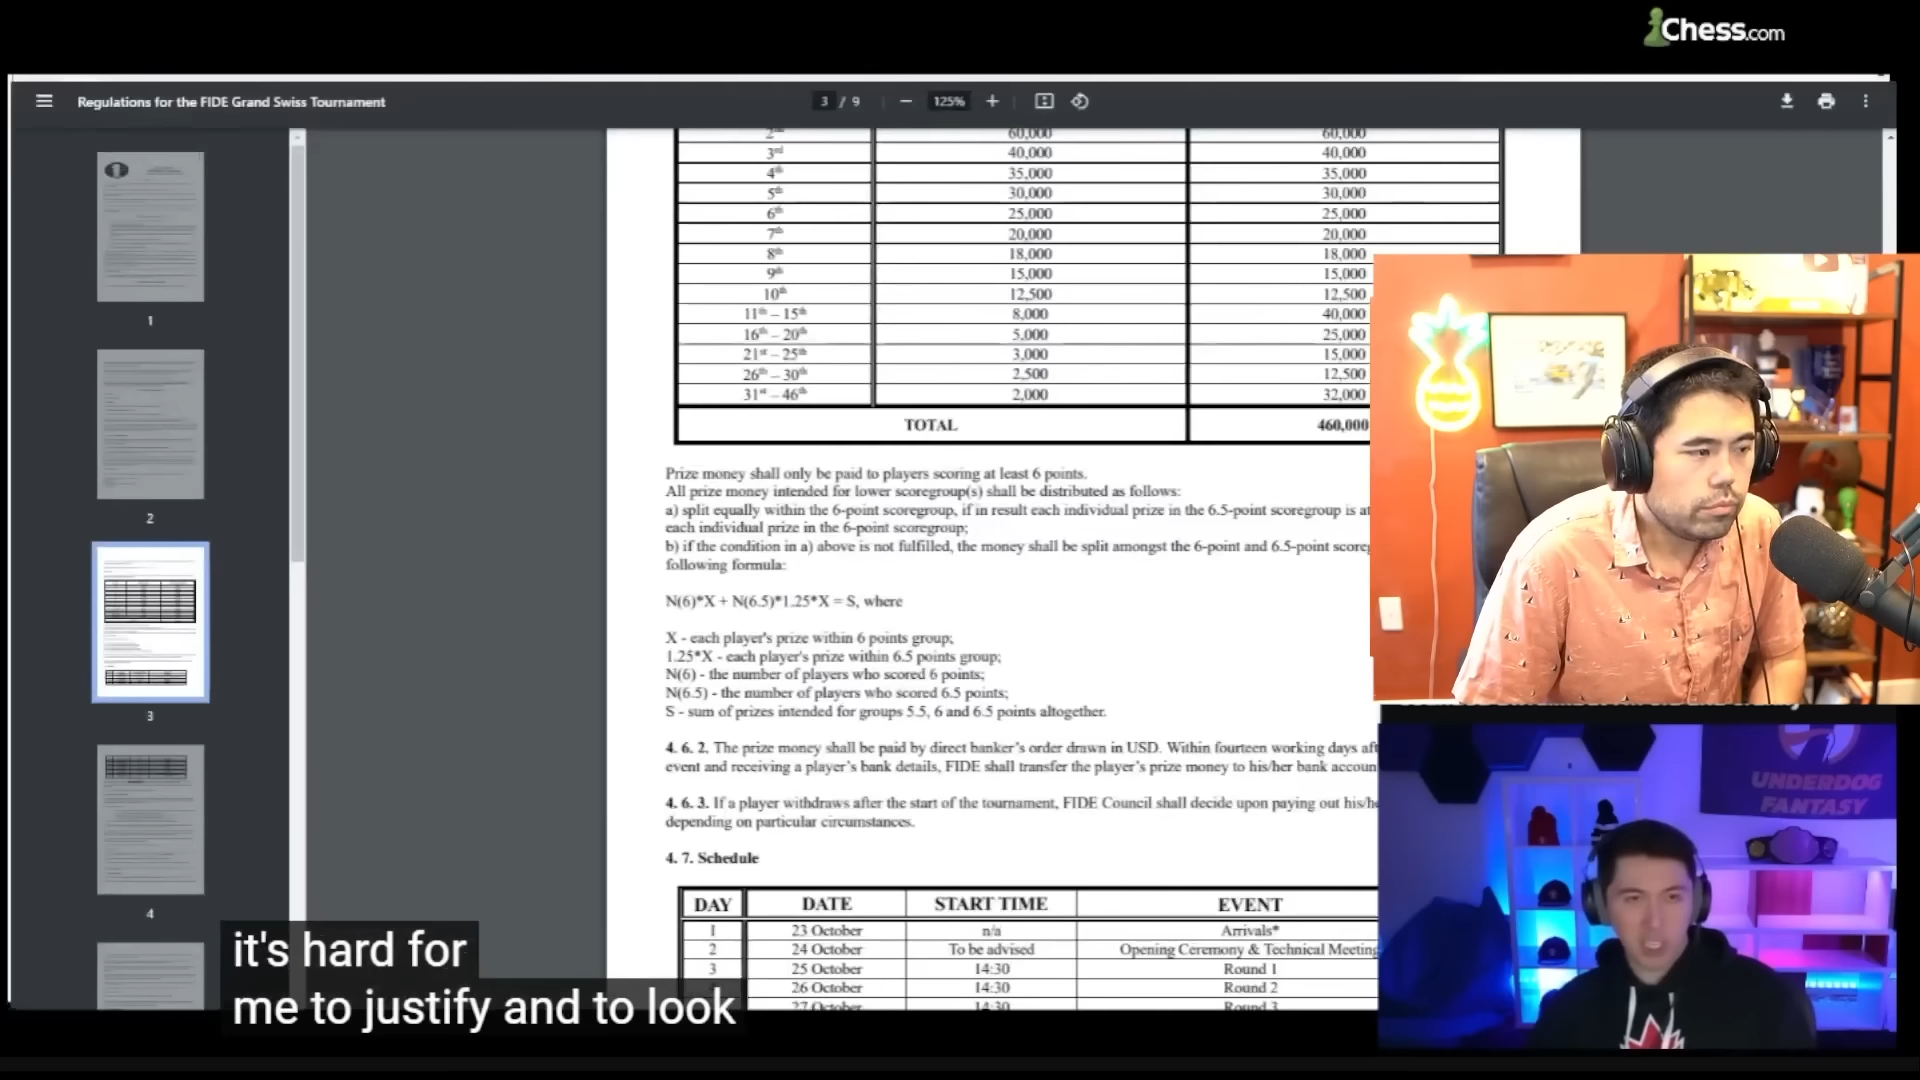 Chess.com
Regulations for the FIDE Grand Swiss Tournament
3 / 9
125%
2nd 60,000 60,000
3rd 40,000 40,000
4th 35,000 35,000
5th 30,000 30,000
6th 25,000 25,000
7th 20,000 20,000
8th 18,000 18,000
9th 15,000 15,000
10th 12,500 12,500
11th – 15th 8,000 40,000
16th – 20th 5,000 25,000
21st – 25th 3,000 15,000
26th – 30th 2,500 12,500
31st – 46th 2,000 32,000
TOTAL 460,000
Prize money shall only be paid to players scoring at least 6 points.
All prize money intended for lower scoregroup(s) shall be distributed as follows:
a) split equally within the 6-point scoregroup, if in result each individual prize in the 6.5-point scoregroup is at
each individual prize in the 6-point scoregroup;
b) if the condition in a) above is not fulfilled, the money shall be split amongst the 6-point and 6.5-point scoreg
following formula:
N(6)*X + N(6.5)*1.25*X = S, where
X - each player's prize within 6 points group;
1.25*X - each player's prize within 6.5 points group;
N(6) - the number of players who scored 6 points;
N(6.5) - the number of players who scored 6.5 points;
S - sum of prizes intended for groups 5.5, 6 and 6.5 points altogether.
4. 6. 2. The prize money shall be paid by direct banker's order drawn in USD. Within fourteen working days aft
event and receiving a player's bank details, FIDE shall transfer the player's prize money to his/her bank accoun
4. 6. 3. If a player withdraws after the start of the tournament, FIDE Council shall decide upon paying out his/he
depending on particular circumstances.
4. 7. Schedule
DAY DATE START TIME EVENT
1 23 October n/a Arrivals*
2 24 October To be advised Opening Ceremony & Technical Meeting
3 25 October 14:30 Round 1
26 October 14:30 Round 2
27 October 14:30 Round 3
1
2
3
4
UNDERDOG
FANTASY
it's hard for
me to justify and to look